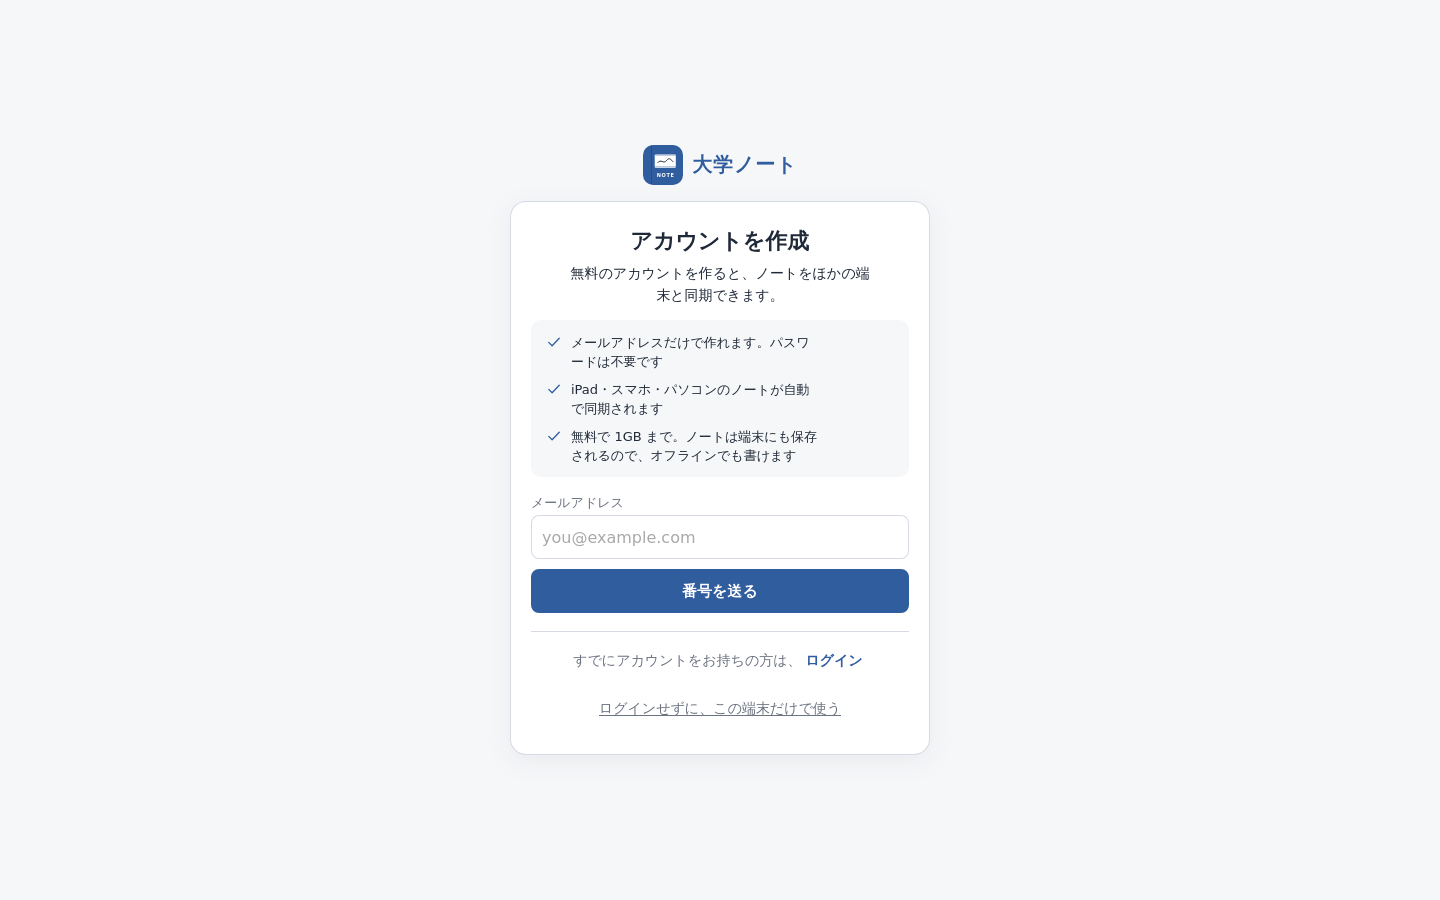 NOTE
大学ノート
アカウントを作成
無料のアカウントを作ると、ノートをほかの端
末と同期できます。
メールアドレスだけで作れます。パスワ
ードは不要です
iPad・スマホ・パソコンのノートが自動
で同期されます
無料で 1GB まで。ノートは端末にも保存
されるので、オフラインでも書けます
メールアドレス
you@example.com
番号を送る
すでにアカウントをお持ちの方は、 ログイン
ログインせずに、この端末だけで使う